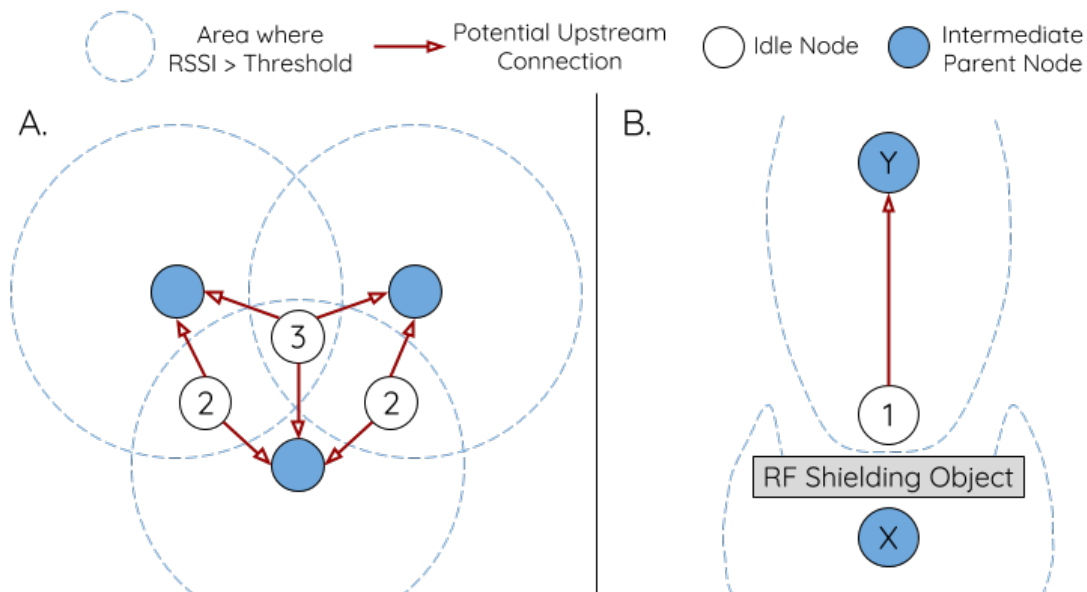 Area where
RSSI > Threshold
Potential Upstream
Connection
Idle Node
Intermediate
Parent Node
A.
3
2
2
B.
Y
1
RF Shielding Object
X